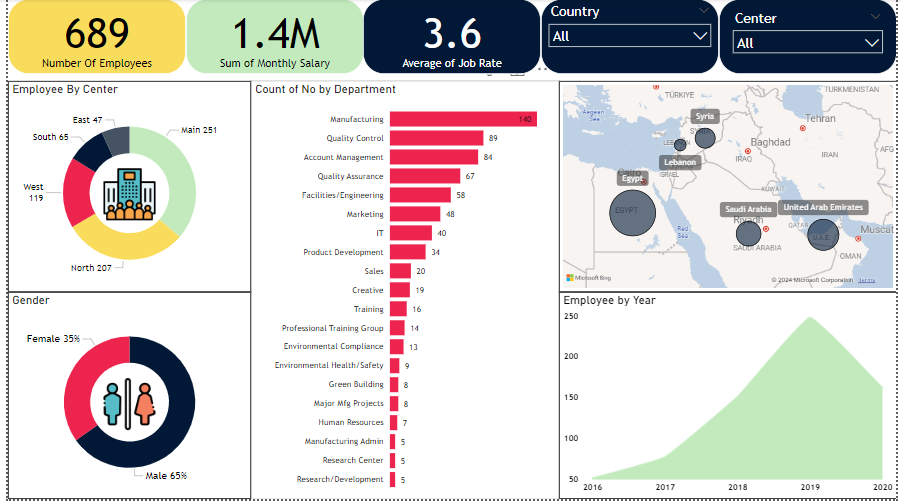 689
Number Of Employees
1.4M
Sum of Monthly Salary
3.6
Average of Job Rate
Country
All
Center
All
Employee By Center
East 47
Main 251
South 65
West
119
North 207
Gender
Female 35%
Male 65%
Count of No by Department
Manufacturing 140
Quality Control 89
Account Management 84
Quality Assurance 67
Facilities/Engineering 58
Marketing 48
IT 40
Product Development 34
Sales 20
Creative 19
Training 16
Professional Training Group 14
Environmental Compliance 13
Environmental Health/Safety 9
Green Building 8
Major Mfg Projects 8
Human Resources 7
Manufacturing Admin 5
Research Center 5
Research/Development 5
TÜRKIYE
TURKMENISTAN
Aegean
Sea
Syria
Tehran
Baghdad
Lebanon
IRAQ
IRAN
ISRAEL
Cairo
Egypt
KUWAIT
EGYPT
Saudi Arabia
United Arab Emirates
Riyadh
QATAR
U.A.E.
Muscat
Red
Sea
SAUDI ARABIA
OMAN
Microsoft Bing
© 2024 Microsoft Corporation Terms
Employee by Year
250
200
150
100
50
2016 2017 2018 2019 2020